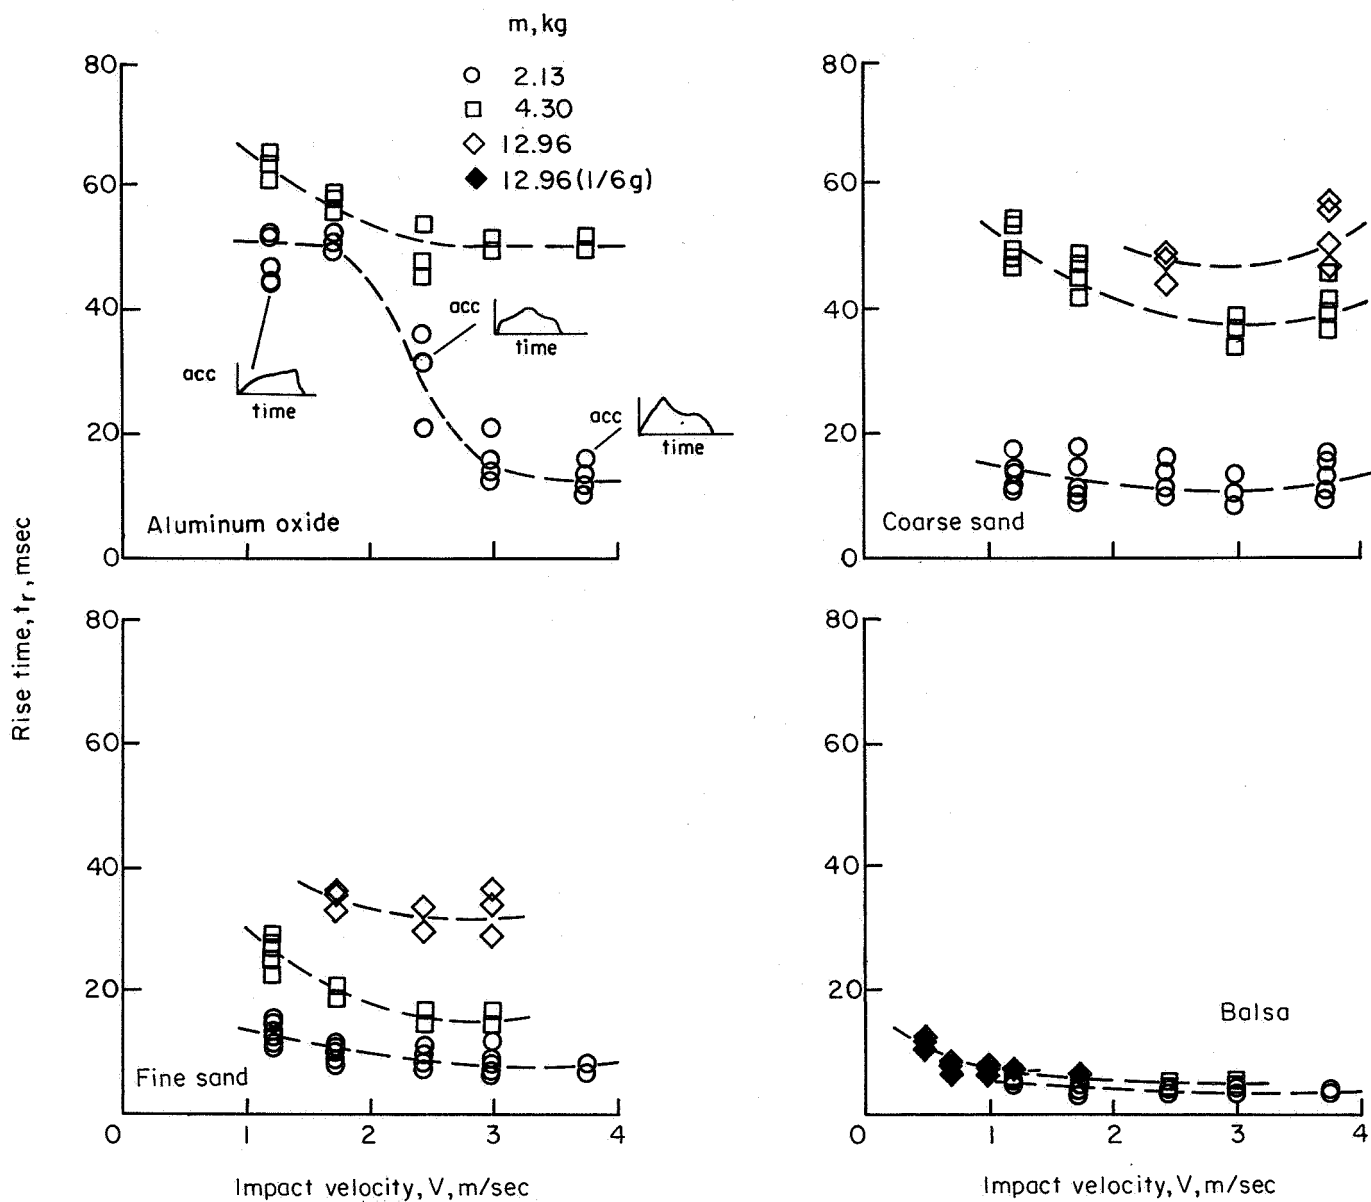 m, kg
2.13
4.30
12.96
12.96 (1/6 g)
80
60
40
20
0
acc
time
acc
time
acc
time
Aluminum oxide
80
60
40
20
0
Coarse sand
Rise time, tr, msec
80
60
40
20
0
Fine sand
1
2
3
4
Impact velocity, V, m/sec
80
60
40
20
0
Balsa
1
2
3
4
Impact velocity, V, m/sec